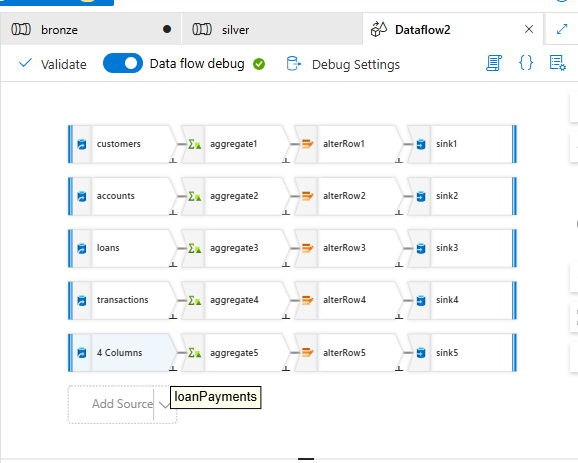 bronze
silver
Dataflow2
Validate
Data flow debug
Debug Settings
customers
aggregate1
alterRow1
sink1
accounts
aggregate2
alterRow2
sink2
loans
aggregate3
alterRow3
sink3
transactions
aggregate4
alterRow4
sink4
4 Columns
aggregate5
alterRow5
sink5
Add Source
loanPayments